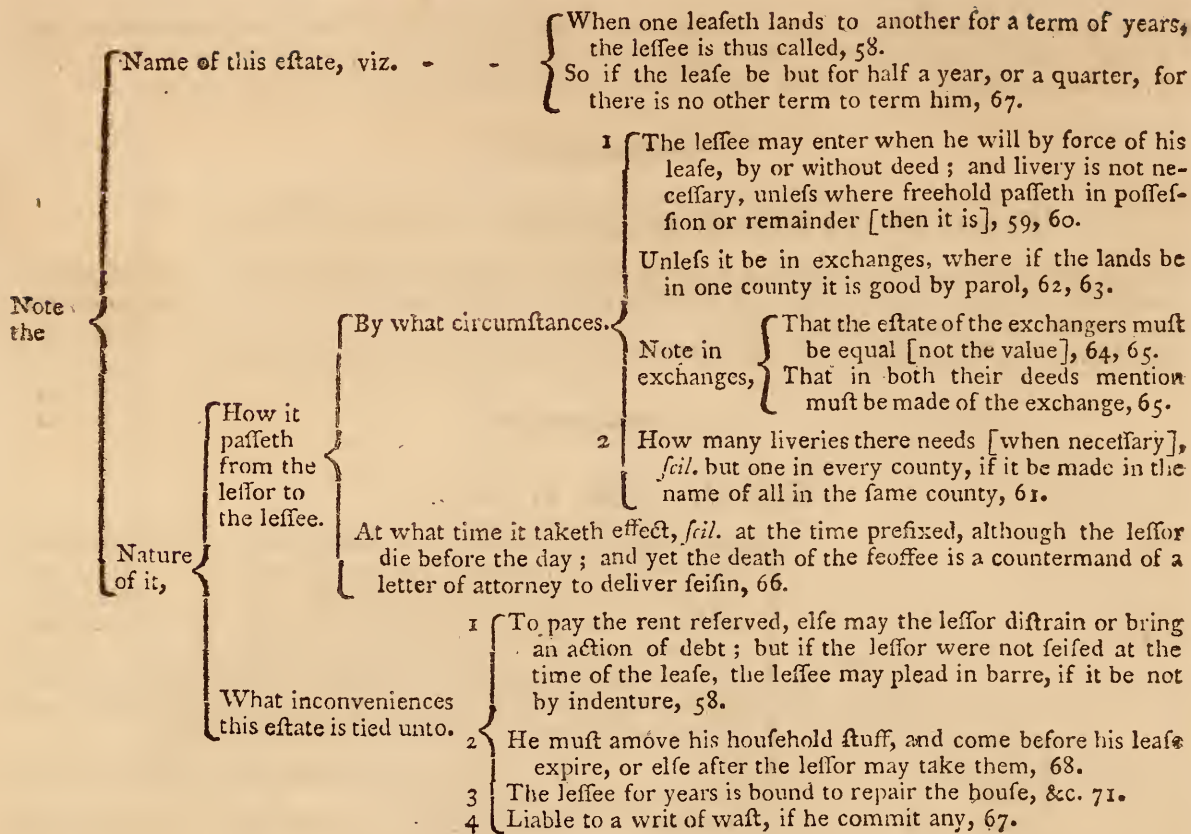 Name of this eſtate, viz. - -
When one leaſeth lands to another for a term of years,
the leſſee is thus called, 58.
So if the leaſe be but for half a year, or a quarter, for
there is no other term to term him, 67.
Note
the
Nature
of it,
How it
paſſeth
from the
leſſor to
the leſſee.
By what circumſtances.
1 The leſſee may enter when he will by force of his
leaſe, by or without deed ; and livery is not ne-
ceſſary, unleſs where freehold paſſeth in poſſeſ-
ſion or remainder [then it is], 59, 60.
Unleſs it be in exchanges, where if the lands be
in one county it is good by parol, 62, 63.
Note in
exchanges,
That the eſtate of the exchangers muſt
be equal [not the value], 64, 65.
That in both their deeds mention
muſt be made of the exchange, 65.
2 How many liveries there needs [when neceſſary],
ſcil. but one in every county, if it be made in the
name of all in the ſame county, 61.
At what time it taketh effect, ſcil. at the time prefixed, although the leſſor
die before the day ; and yet the death of the feoffee is a countermand of a
letter of attorney to deliver ſeiſin, 66.
What inconveniences
this eſtate is tied unto.
1 To pay the rent reſerved, elſe may the leſſor diſtrain or bring
an action of debt ; but if the leſſor were not ſeiſed at the
time of the leaſe, the leſſee may plead in barre, if it be not
by indenture, 58.
2 He muſt amove his houſehold ſtuff, and come before his leaſe
expire, or elſe after the leſſor may take them, 68.
3 The leſſee for years is bound to repair the houſe, &c. 71.
4 Liable to a writ of waſt, if he commit any, 67.